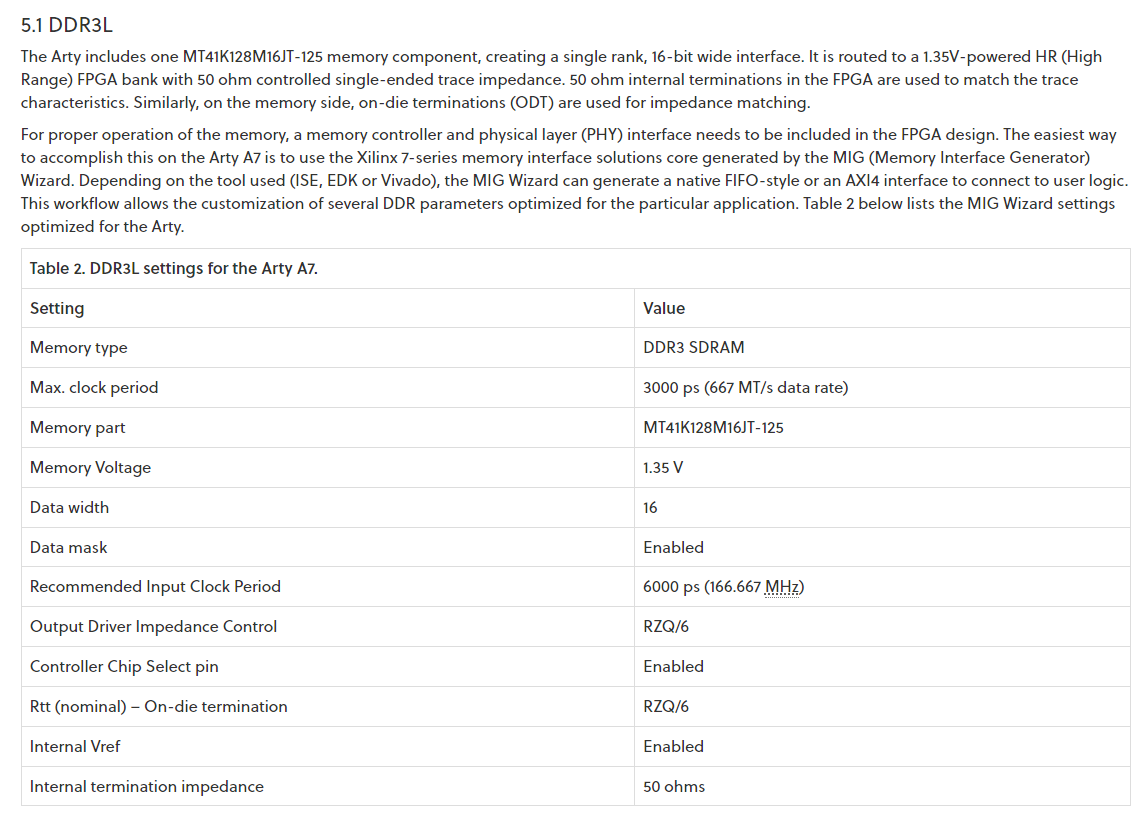 5.1 DDR3L
The Arty includes one MT41K128M16JT-125 memory component, creating a single rank, 16-bit wide interface. It is routed to a 1.35V-powered HR (High
Range) FPGA bank with 50 ohm controlled single-ended trace impedance. 50 ohm internal terminations in the FPGA are used to match the trace
characteristics. Similarly, on the memory side, on-die terminations (ODT) are used for impedance matching.
For proper operation of the memory, a memory controller and physical layer (PHY) interface needs to be included in the FPGA design. The easiest way
to accomplish this on the Arty A7 is to use the Xilinx 7-series memory interface solutions core generated by the MIG (Memory Interface Generator)
Wizard. Depending on the tool used (ISE, EDK or Vivado), the MIG Wizard can generate a native FIFO-style or an AXI4 interface to connect to user logic.
This workflow allows the customization of several DDR parameters optimized for the particular application. Table 2 below lists the MIG Wizard settings
optimized for the Arty.
Table 2. DDR3L settings for the Arty A7.
Setting Value
Memory type DDR3 SDRAM
Max. clock period 3000 ps (667 MT/s data rate)
Memory part MT41K128M16JT-125
Memory Voltage 1.35 V
Data width 16
Data mask Enabled
Recommended Input Clock Period 6000 ps (166.667 MHz)
Output Driver Impedance Control RZQ/6
Controller Chip Select pin Enabled
Rtt (nominal) – On-die termination RZQ/6
Internal Vref Enabled
Internal termination impedance 50 ohms